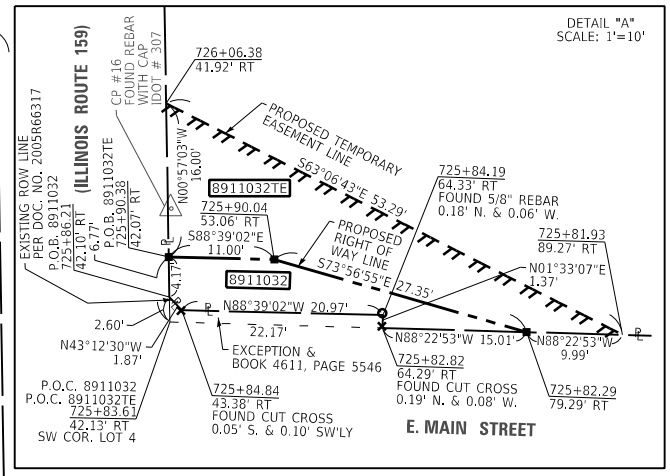 DETAIL "A"
SCALE: 1'=10'
726+06.38
41.92' RT
(ILLINOIS ROUTE 159)
CP #16
FOUND REBAR
WITH CAP
IDOT # 307
PROPOSED TEMPORARY
EASEMENT LINE
S63°06'43"E 53.29'
N00°57'03"W
16.00'
8911032TE
EXISTING ROW LINE
PER DOC. NO. 2005R66317
P.O.B. 8911032
725+86.21
42.10' RT
6.77'
P.O.B. 8911032TE
725+90.38
42.07' RT
725+90.04
53.06' RT
725+84.19
64.33' RT
FOUND 5/8" REBAR
0.18' N. & 0.06' W.
PROPOSED
RIGHT OF
WAY LINE
725+81.93
89.27' RT
S88°39'02"E
11.00'
S73°56'55"E 27.35'
N01°33'07"E
1.37'
PL
4.17'
8911032
PL
N88°39'02"W 20.97'
22.17'
2.60'
N43°12'30"W
1.87'
EXCEPTION &
BOOK 4611, PAGE 5546
N88°22'53"W 15.01'
N88°22'53"W
9.99'
PL
P.O.C. 8911032
P.O.C. 8911032TE
725+83.61
42.13' RT
SW COR. LOT 4
725+84.84
43.38' RT
FOUND CUT CROSS
0.05' S. & 0.10' SW'LY
725+82.82
64.29' RT
FOUND CUT CROSS
0.19' N. & 0.08' W.
725+82.29
79.29' RT
E. MAIN STREET